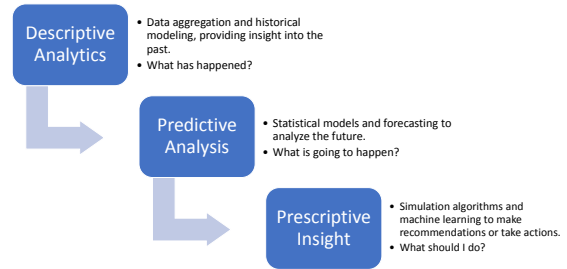 Descriptive
Analytics
• Data aggregation and historical
modeling, providing insight into the
past.
• What has happened?
Predictive
Analysis
• Statistical models and forecasting to
analyze the future.
• What is going to happen?
Prescriptive
Insight
• Simulation algorithms and
machine learning to make
recommendations or take actions.
• What should I do?